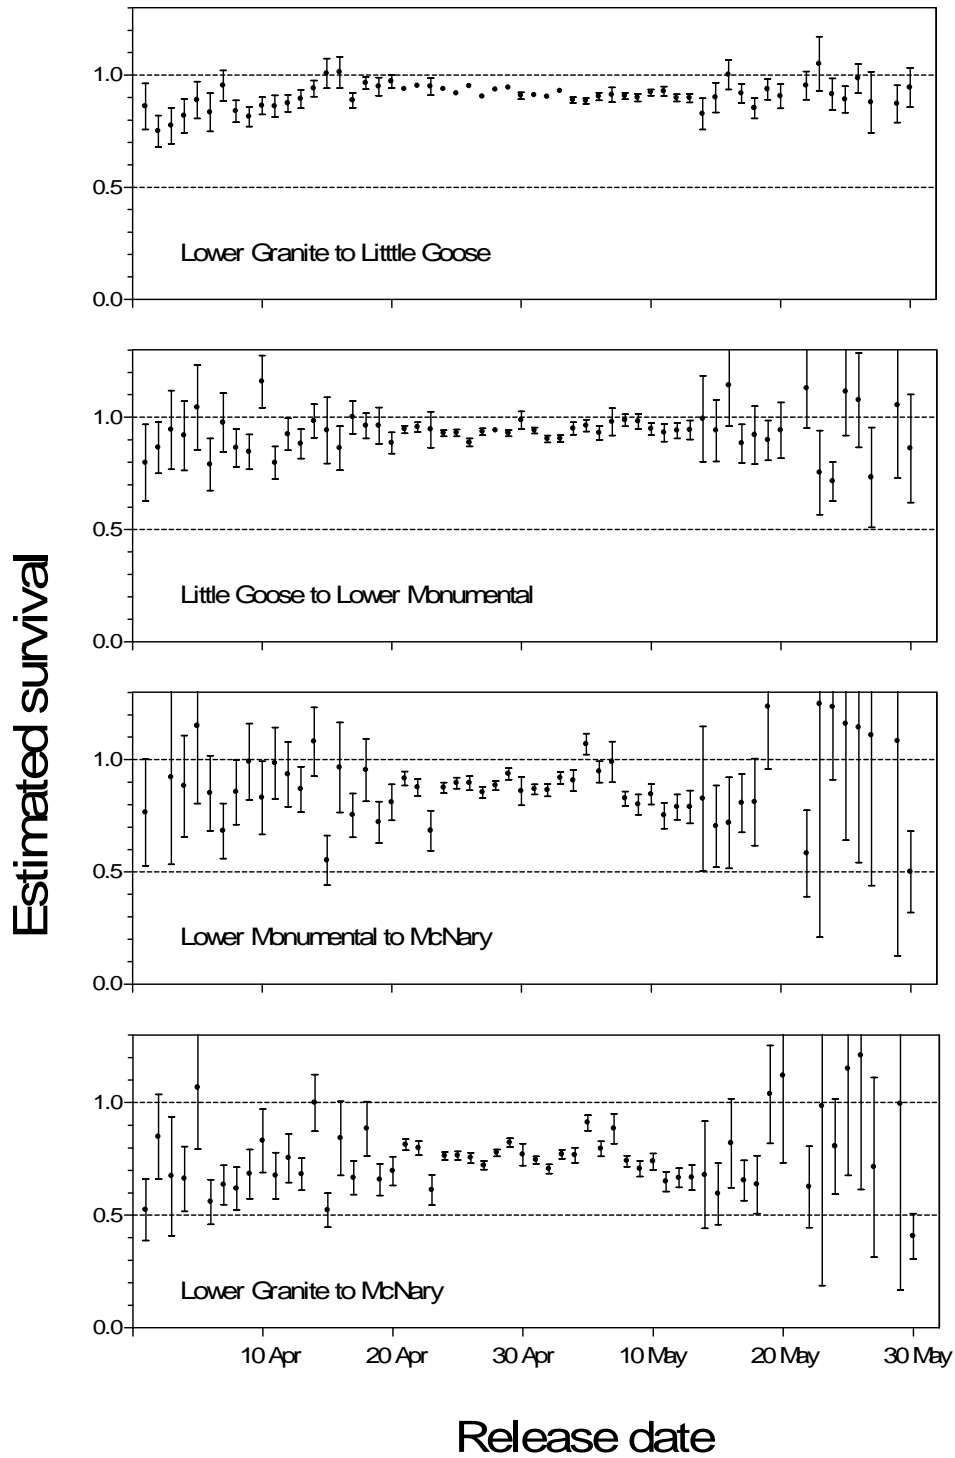 Estimated survival
1.0
0.5
0.0
Lower Granite to Litttle Goose
1.0
0.5
0.0
Little Goose to Lower Monumental
1.0
0.5
0.0
Lower Monumental to McNary
1.0
0.5
0.0
Lower Granite to McNary
10 Apr 20 Apr 30 Apr 10 May 20 May 30 May
Release date